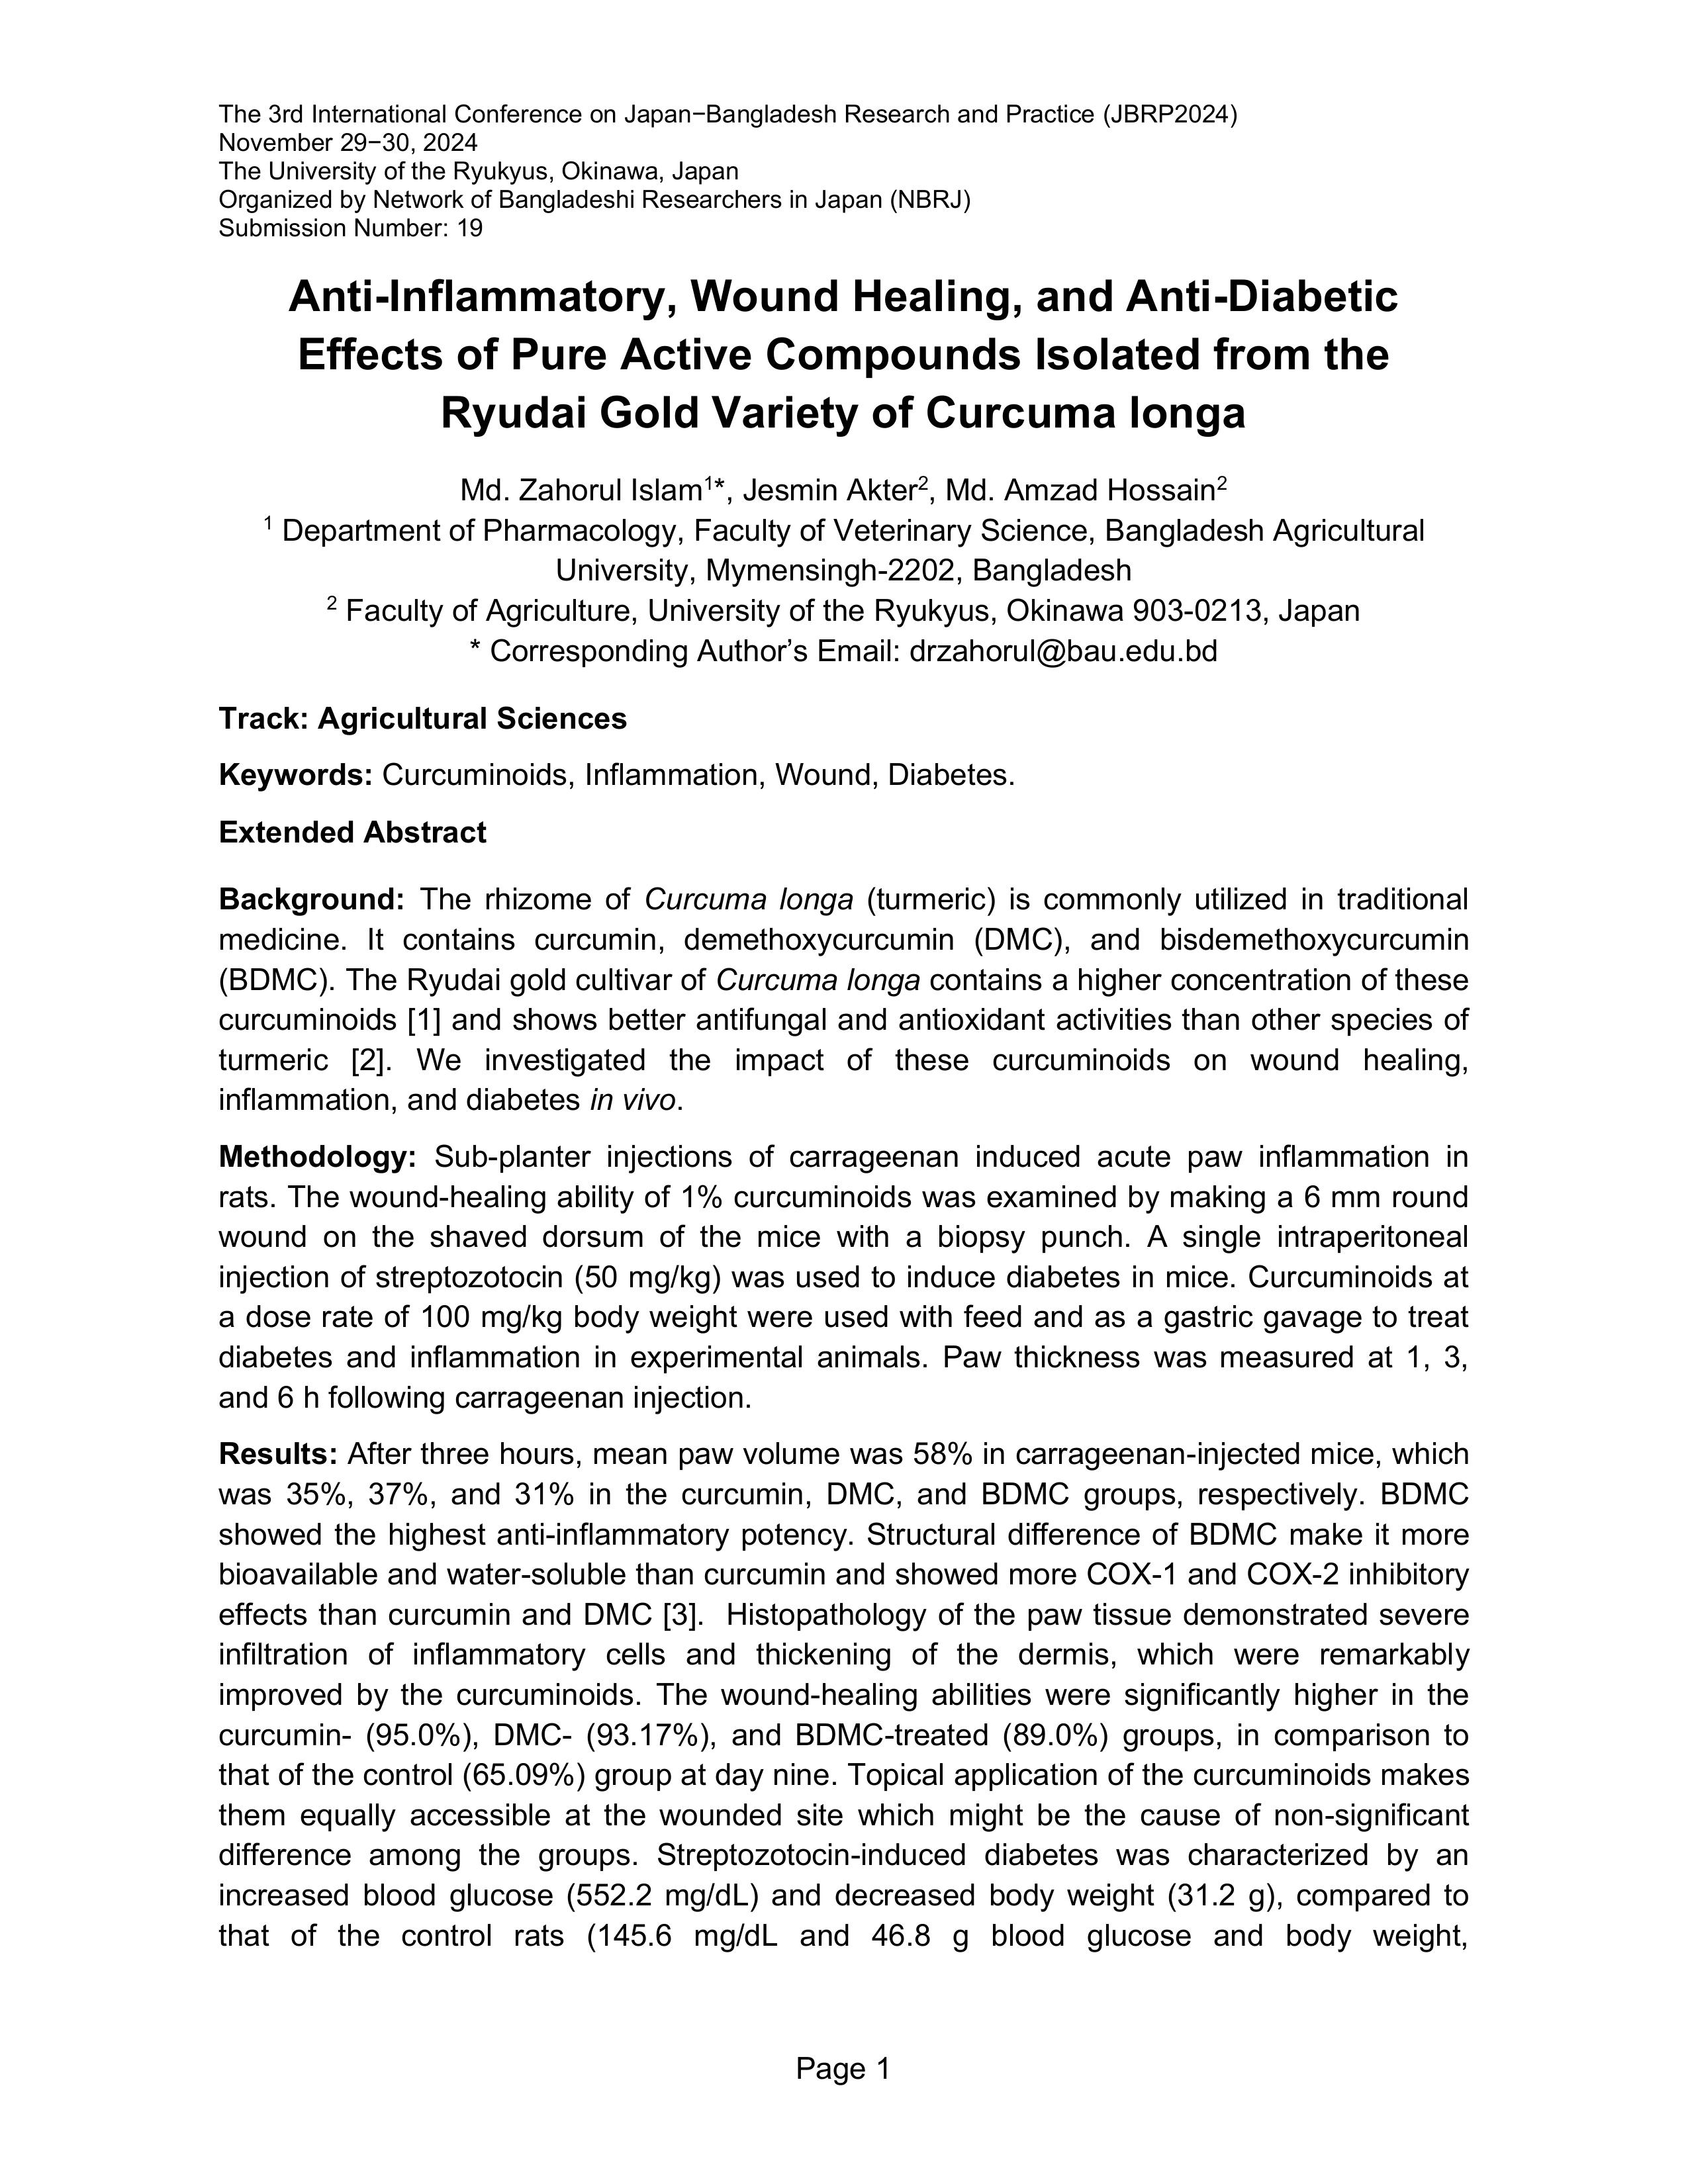 The 3rd International Conference on Japan−Bangladesh Research and Practice (JBRP2024)
November 29−30, 2024
The University of the Ryukyus, Okinawa, Japan
Organized by Network of Bangladeshi Researchers in Japan (NBRJ)
Submission Number: 19
Anti-Inflammatory, Wound Healing, and Anti-Diabetic
Effects of Pure Active Compounds Isolated from the
Ryudai Gold Variety of Curcuma longa
Md. Zahorul Islam1*, Jesmin Akter2, Md. Amzad Hossain2
1 Department of Pharmacology, Faculty of Veterinary Science, Bangladesh Agricultural
University, Mymensingh-2202, Bangladesh
2 Faculty of Agriculture, University of the Ryukyus, Okinawa 903-0213, Japan
* Corresponding Author’s Email: drzahorul@bau.edu.bd
Track: Agricultural Sciences
Keywords: Curcuminoids, Inflammation, Wound, Diabetes.
Extended Abstract
Background: The rhizome of Curcuma longa (turmeric) is commonly utilized in traditional
medicine. It contains curcumin, demethoxycurcumin (DMC), and bisdemethoxycurcumin
(BDMC). The Ryudai gold cultivar of Curcuma longa contains a higher concentration of these
curcuminoids [1] and shows better antifungal and antioxidant activities than other species of
turmeric [2]. We investigated the impact of these curcuminoids on wound healing,
inflammation, and diabetes in vivo.
Methodology: Sub-planter injections of carrageenan induced acute paw inflammation in
rats. The wound-healing ability of 1% curcuminoids was examined by making a 6 mm round
wound on the shaved dorsum of the mice with a biopsy punch. A single intraperitoneal
injection of streptozotocin (50 mg/kg) was used to induce diabetes in mice. Curcuminoids at
a dose rate of 100 mg/kg body weight were used with feed and as a gastric gavage to treat
diabetes and inflammation in experimental animals. Paw thickness was measured at 1, 3,
and 6 h following carrageenan injection.
Results: After three hours, mean paw volume was 58% in carrageenan-injected mice, which
was 35%, 37%, and 31% in the curcumin, DMC, and BDMC groups, respectively. BDMC
showed the highest anti-inflammatory potency. Structural difference of BDMC make it more
bioavailable and water-soluble than curcumin and showed more COX-1 and COX-2 inhibitory
effects than curcumin and DMC [3].  Histopathology of the paw tissue demonstrated severe
infiltration of inflammatory cells and thickening of the dermis, which were remarkably
improved by the curcuminoids. The wound-healing abilities were significantly higher in the
curcumin- (95.0%), DMC- (93.17%), and BDMC-treated (89.0%) groups, in comparison to
that of the control (65.09%) group at day nine. Topical application of the curcuminoids makes
them equally accessible at the wounded site which might be the cause of non-significant
difference among the groups. Streptozotocin-induced diabetes was characterized by an
increased blood glucose (552.2 mg/dL) and decreased body weight (31.2 g), compared to
that of the control rats (145.6 mg/dL and 46.8 g blood glucose and body weight,
Page 1